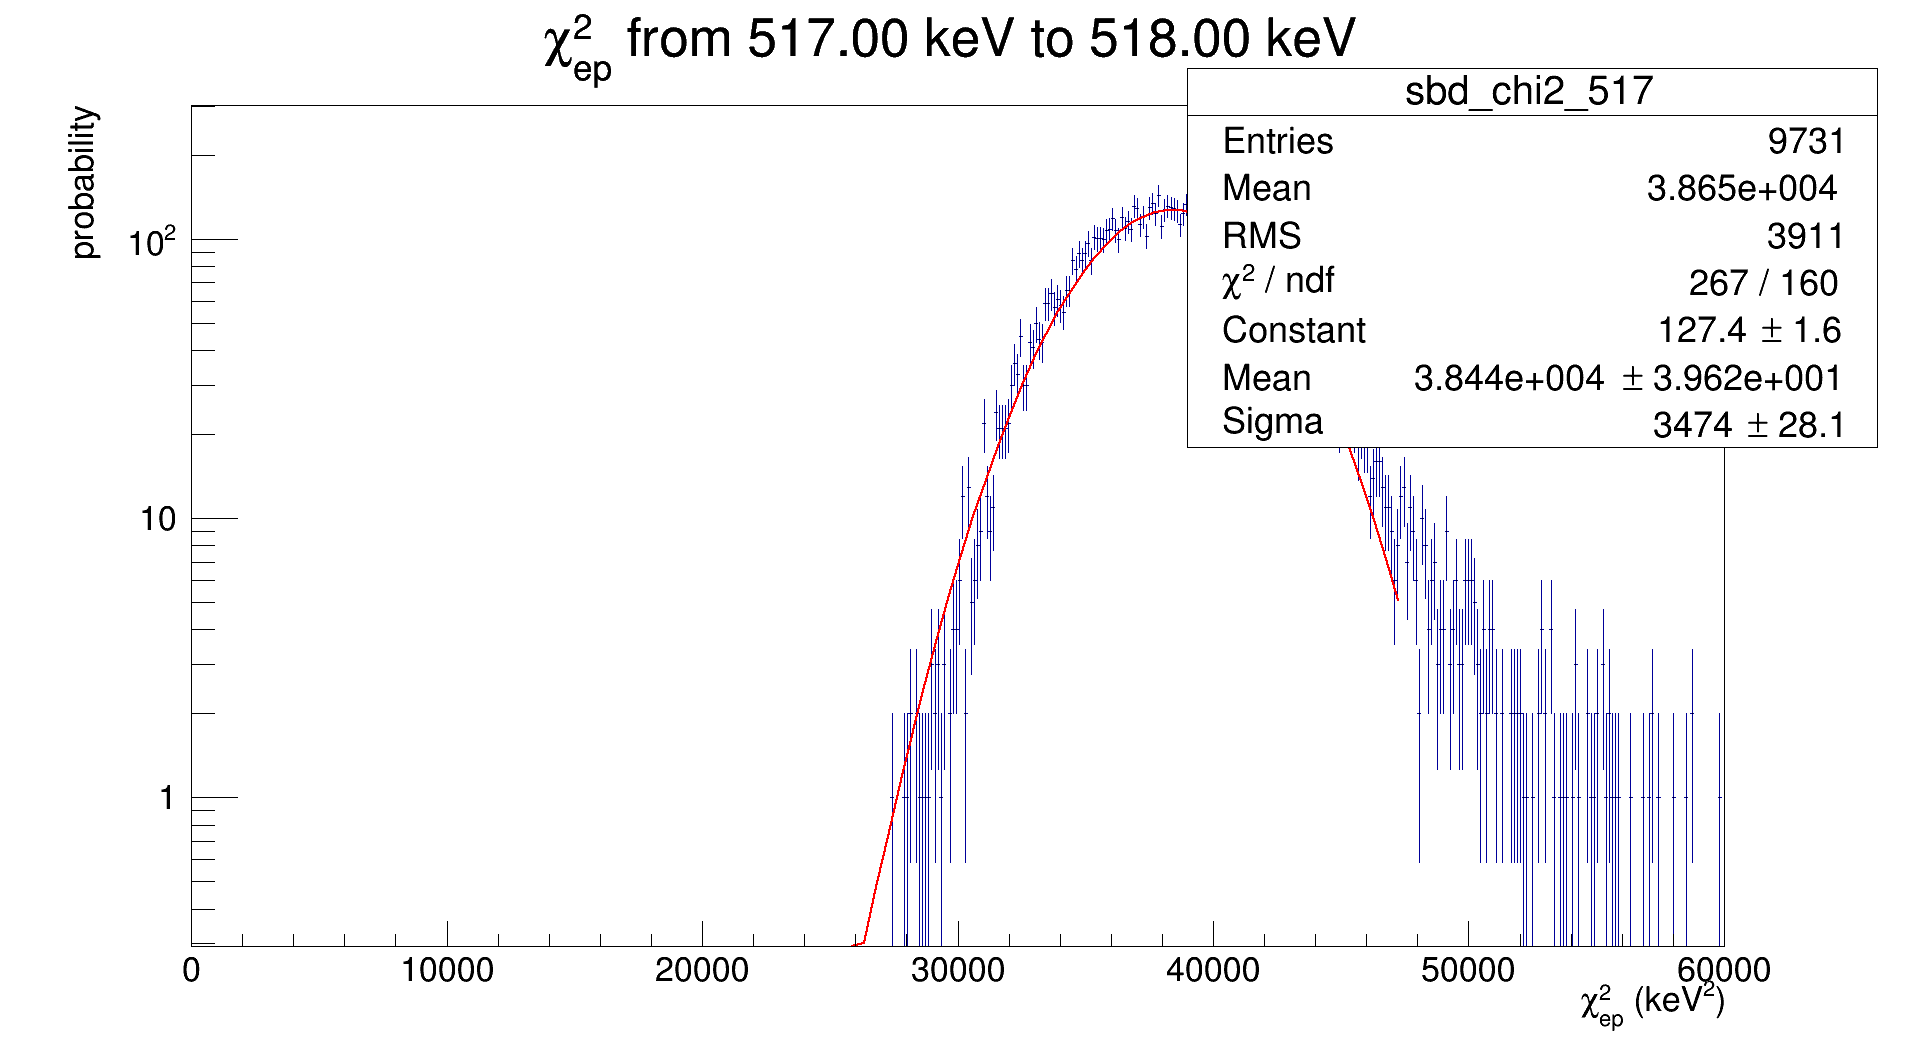 χ²ep from 517.00 keV to 518.00 keV
sbd_chi2_517
Entries 9731
Mean 3.865e+004
RMS 3911
χ² / ndf 267 / 160
Constant 127.4 ± 1.6
Mean 3.844e+004 ± 3.962e+001
Sigma 3474 ± 28.1
probability
10²
10
1
0 10000 20000 30000 40000 50000 60000
χ²ep (keV²)